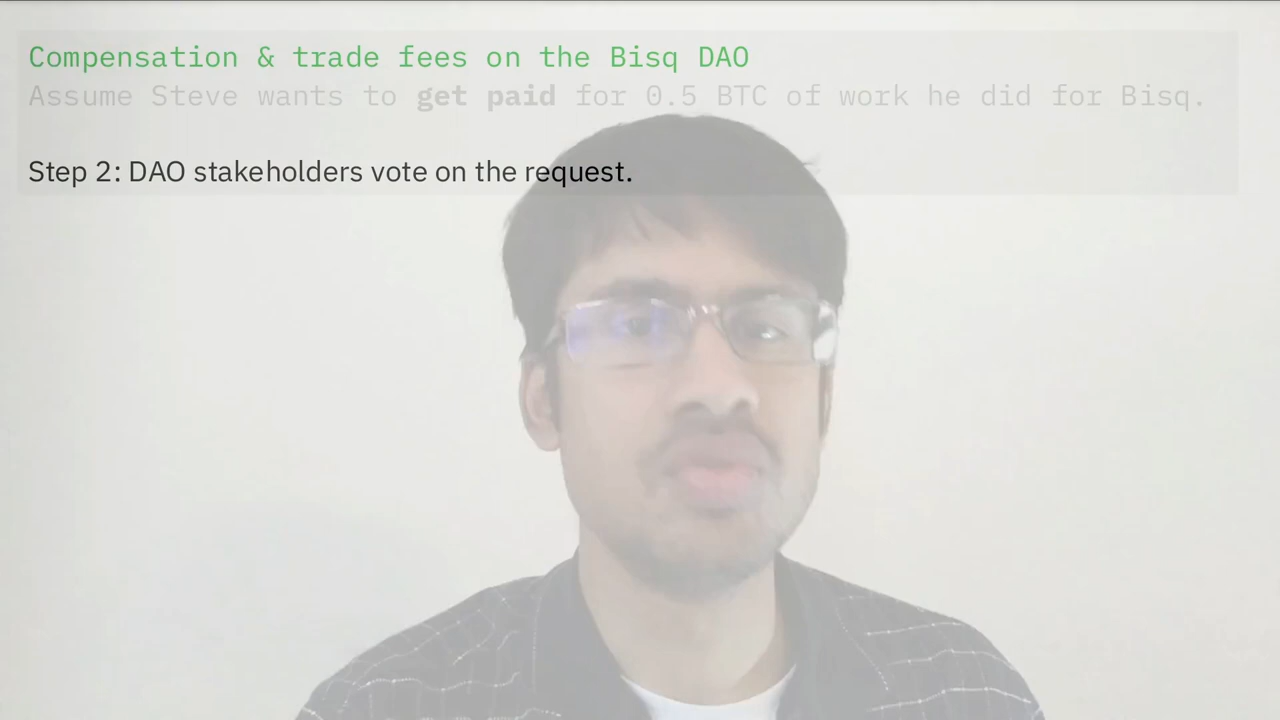 Compensation & trade fees on the Bisq DAO
Assume Steve wants to get paid for 0.5 BTC of work he did for Bisq.
Step 2: DAO stakeholders vote on the request.